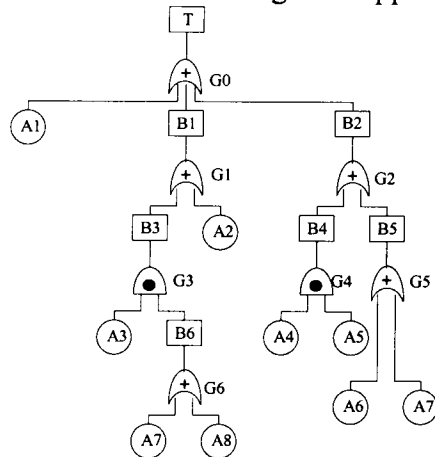 T
+ G0
A1 B1 B2
+ G1 + G2
B3 A2 B4 B5
G3 G4 + G5
A3 B6 A4 A5
+ G6
A6 A7
A7 A8